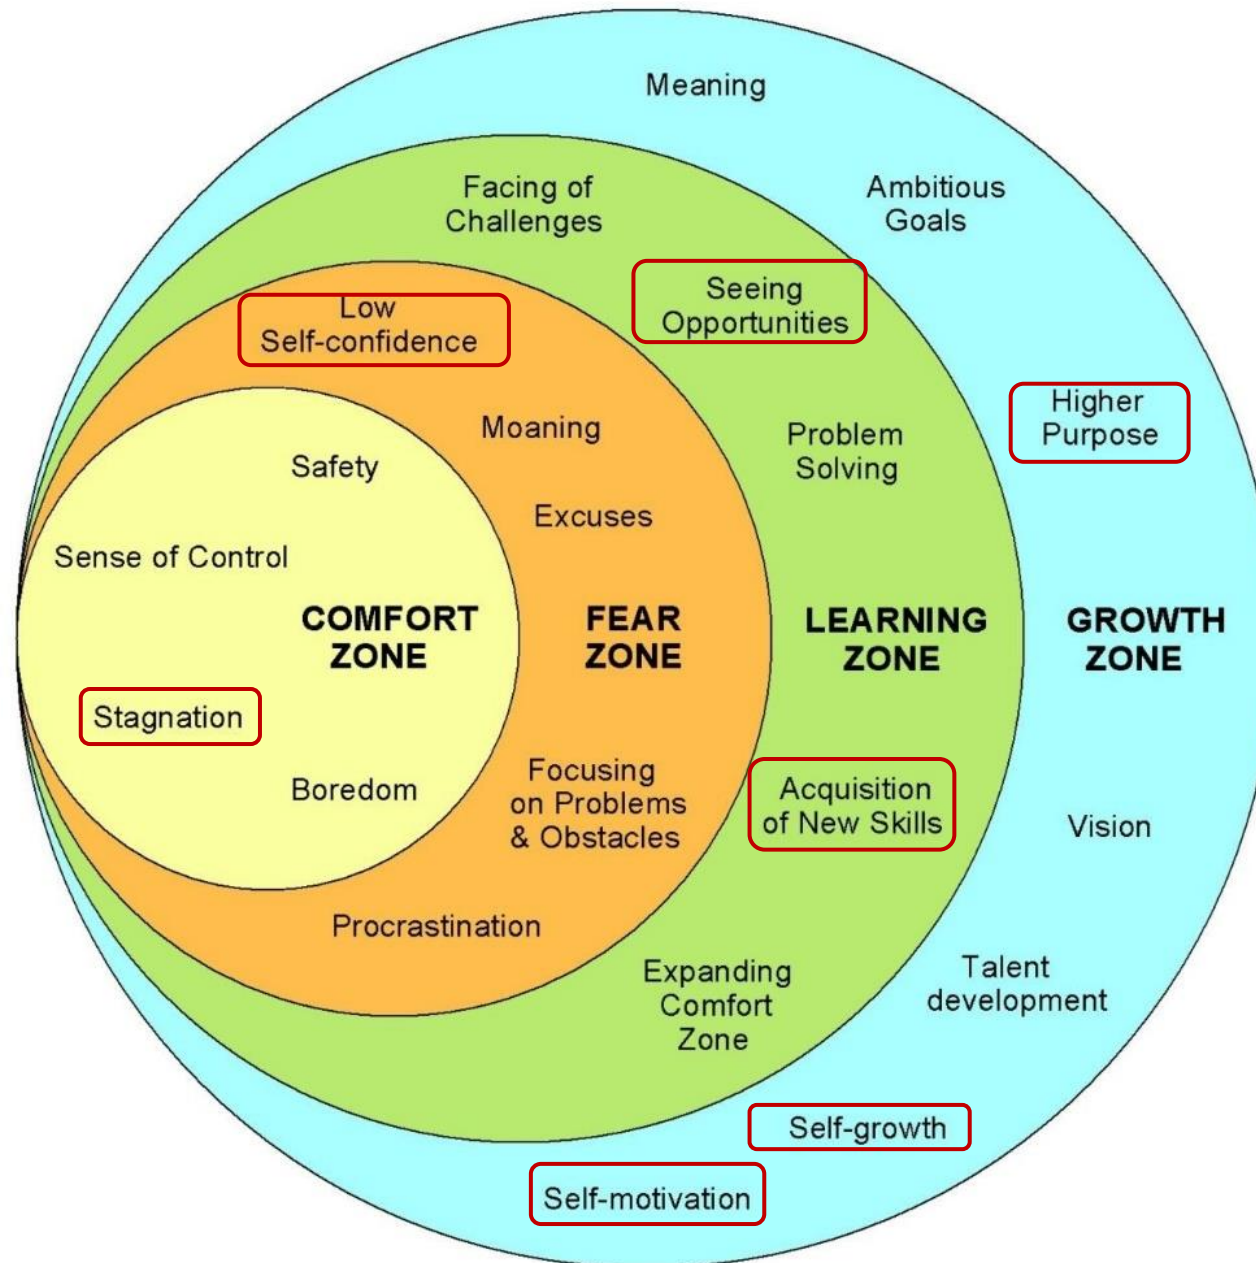 Meaning
Ambitious
Goals
Facing of
Challenges
Seeing
Opportunities
Low
Self-confidence
Higher
Purpose
Moaning
Problem
Solving
Safety
Excuses
Sense of Control
COMFORT
ZONE
FEAR
ZONE
LEARNING
ZONE
GROWTH
ZONE
Stagnation
Boredom
Focusing
on Problems
& Obstacles
Acquisition
of New Skills
Vision
Procrastination
Expanding
Comfort
Zone
Talent
development
Self-growth
Self-motivation